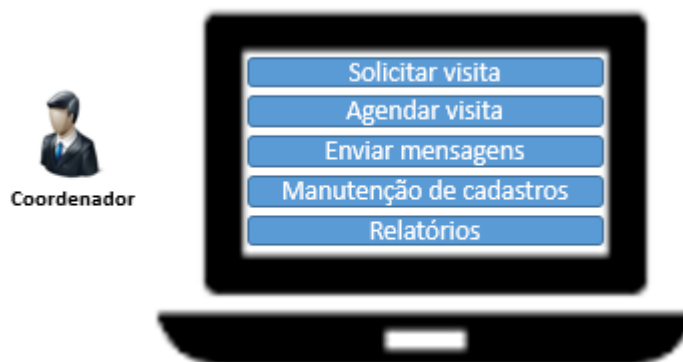 Solicitar visita
Agendar visita
Enviar mensagens
Manutenção de cadastros
Relatórios
Coordenador